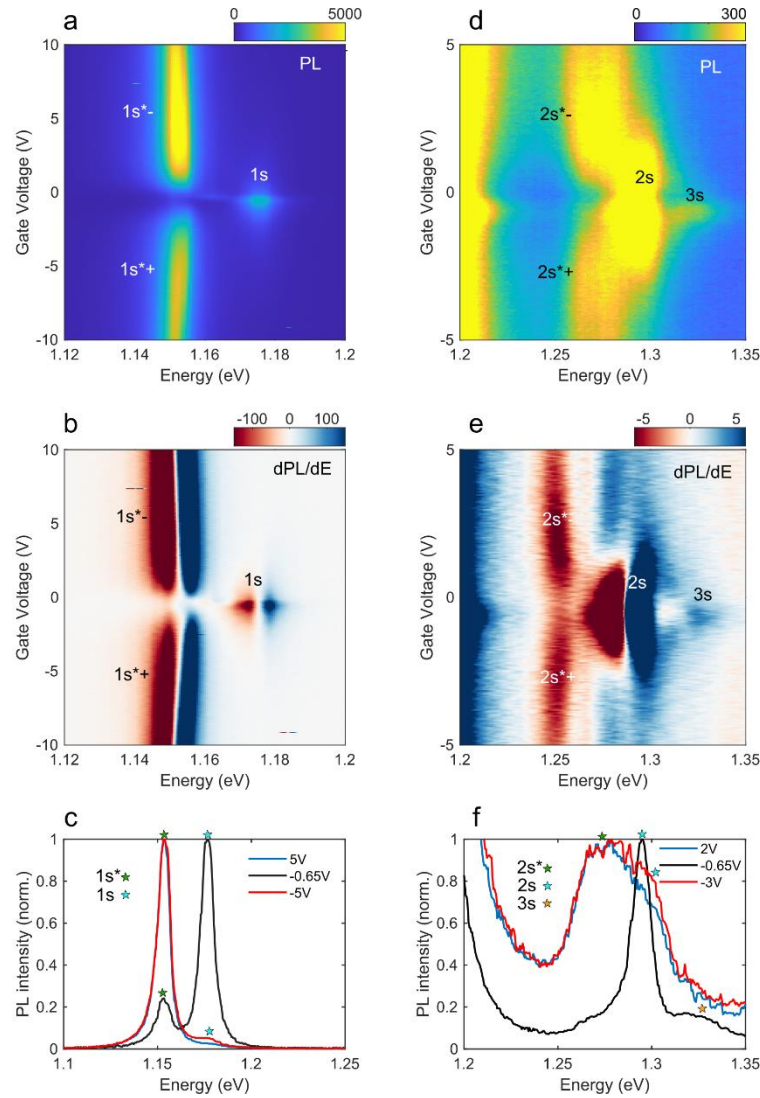 a
0 5000
PL
1s*-
1s
1s*+
10
5
0
-5
-10
Gate Voltage (V)
1.12 1.14 1.16 1.18 1.2
Energy (eV)
d
0 300
PL
2s*-
2s
3s
2s*+
5
0
-5
Gate Voltage (V)
1.2 1.25 1.3 1.35
Energy (eV)
b
-100 0 100
dPL/dE
1s*-
1s
1s*+
10
5
0
-5
-10
Gate Voltage (V)
1.12 1.14 1.16 1.18 1.2
Energy (eV)
e
-5 0 5
dPL/dE
2s*-
2s
3s
2s*+
5
0
-5
Gate Voltage (V)
1.2 1.25 1.3 1.35
Energy (eV)
c
1s*
1s
5V
-0.65V
-5V
1
0.8
0.6
0.4
0.2
0
PL intensity (norm.)
1.1 1.15 1.2 1.25
Energy (eV)
f
2s*
2s
3s
2V
-0.65V
-3V
1
0.8
0.6
0.4
0.2
0
PL intensity (norm.)
1.2 1.25 1.3 1.35
Energy (eV)